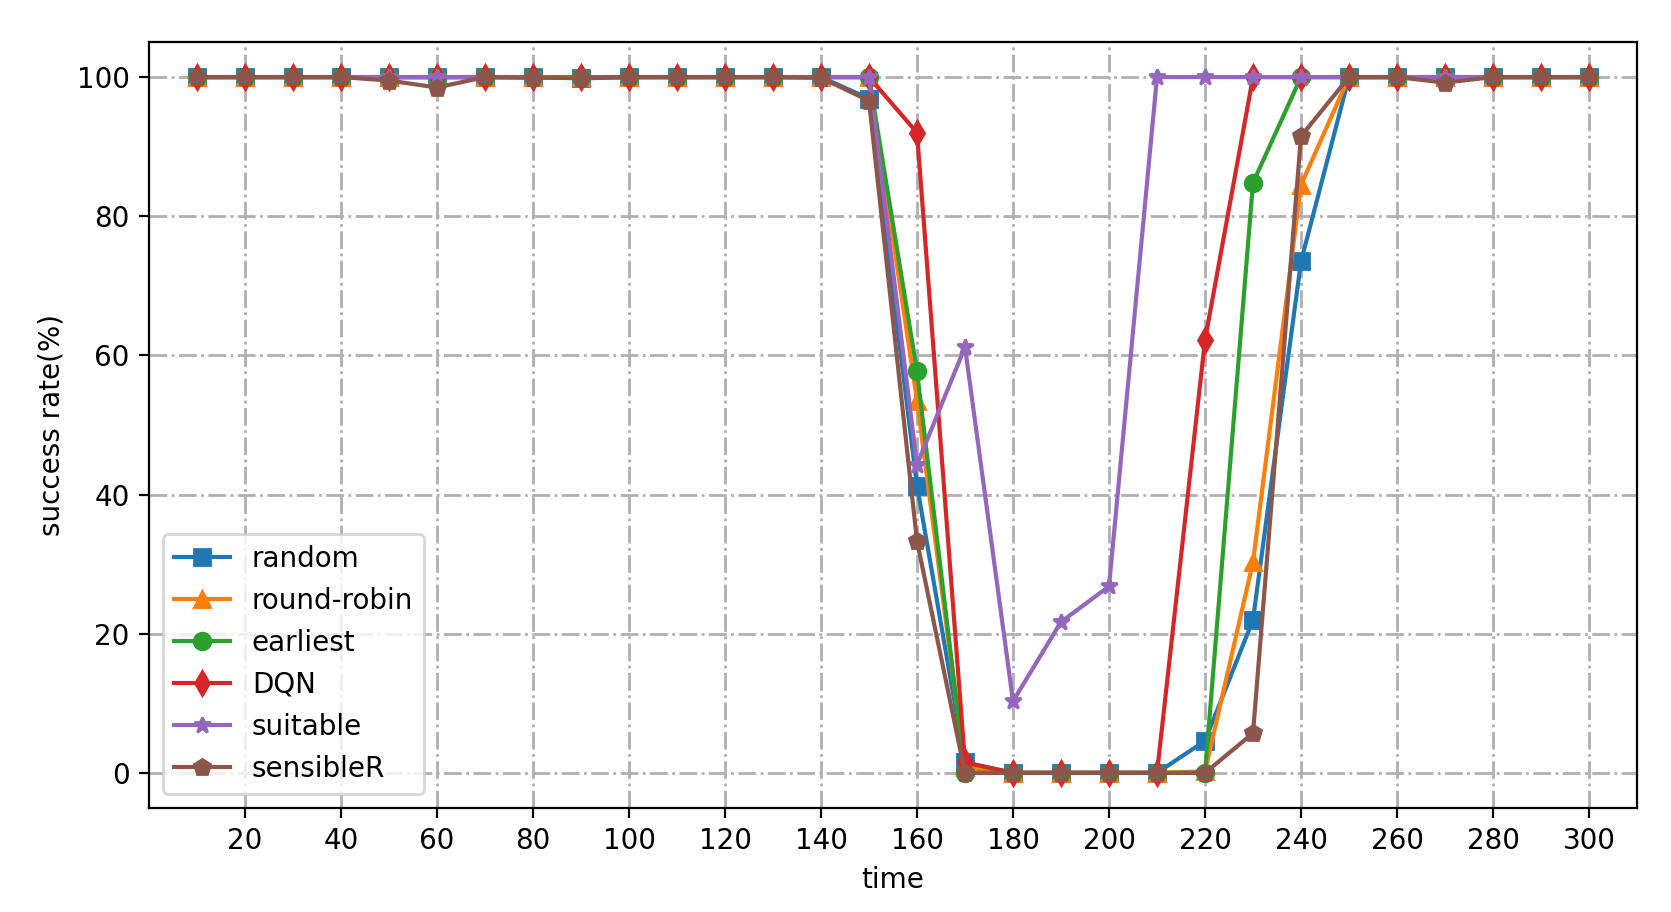 100
80
60
40
20
0
success rate(%)
random
round-robin
earliest
DQN
suitable
sensibleR
20 40 60 80 100 120 140 160 180 200 220 240 260 280 300
time